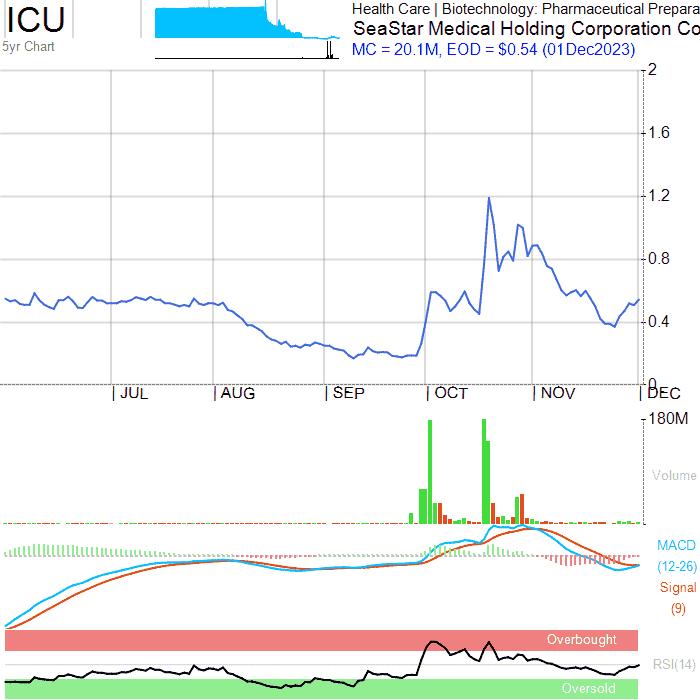 ICU
5yr Chart
Health Care | Biotechnology: Pharmaceutical Prepara
SeaStar Medical Holding Corporation Co
MC = 20.1M, EOD = $0.54 (01Dec2023)
2
1.6
1.2
0.8
0.4
0
JUL
AUG
SEP
OCT
NOV
DEC
180M
Volume
MACD
(12-26)
Signal
(9)
Overbought
RSI(14)
Oversold